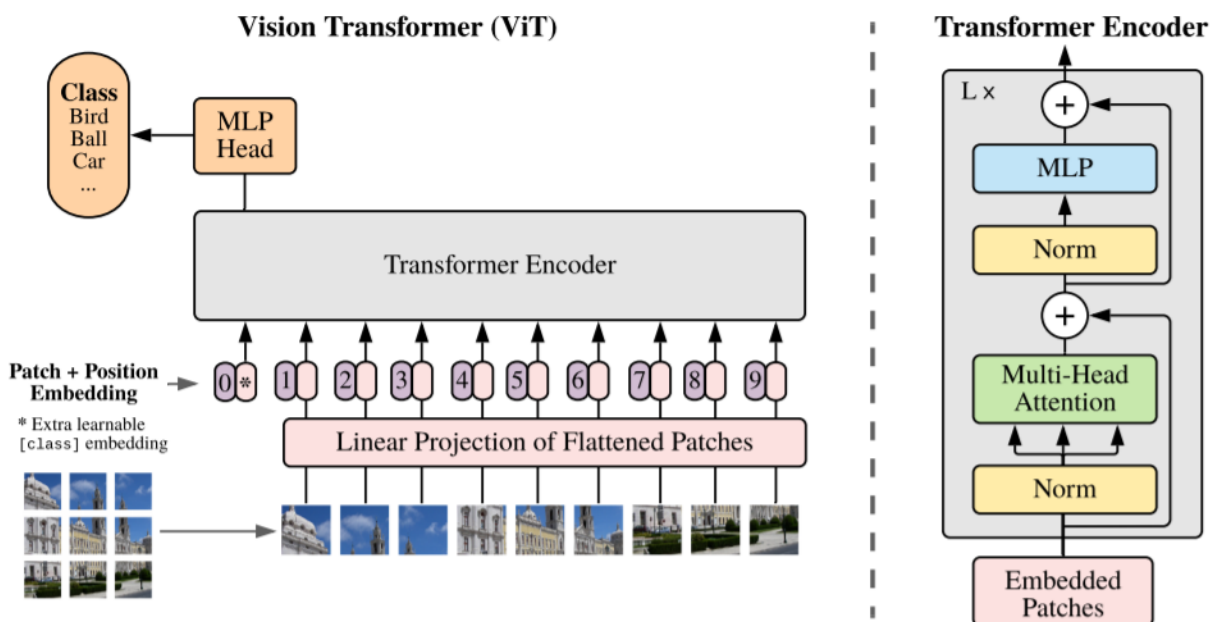 Vision Transformer (ViT)
Class
Bird
Ball
Car
...
MLP
Head
Transformer Encoder
Patch + Position
Embedding
* Extra learnable
[class] embedding
0 * 1 2 3 4 5 6 7 8 9
Linear Projection of Flattened Patches
Transformer Encoder
L ×
+
MLP
Norm
+
Multi-Head
Attention
Norm
Embedded
Patches